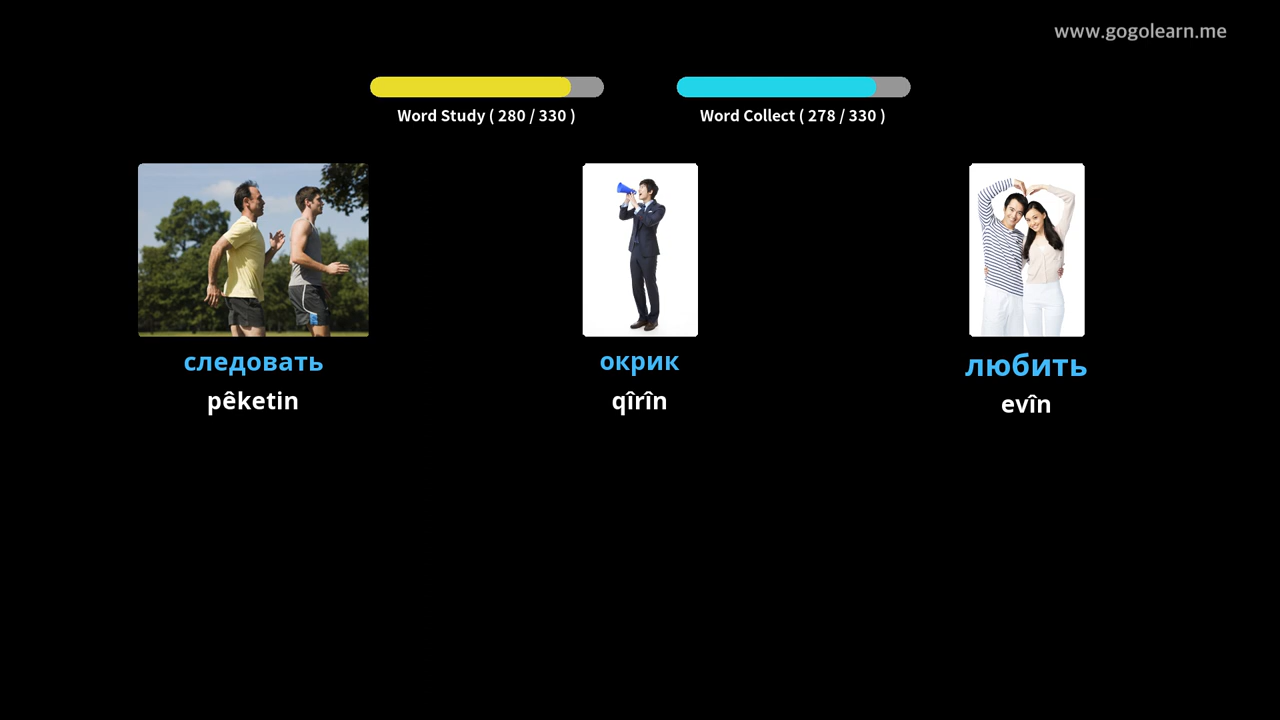 www.gogolearn.me
Word Study ( 280 / 330 )
Word Collect ( 278 / 330 )
следовать
pêketin
окрик
qîrîn
любить
evîn